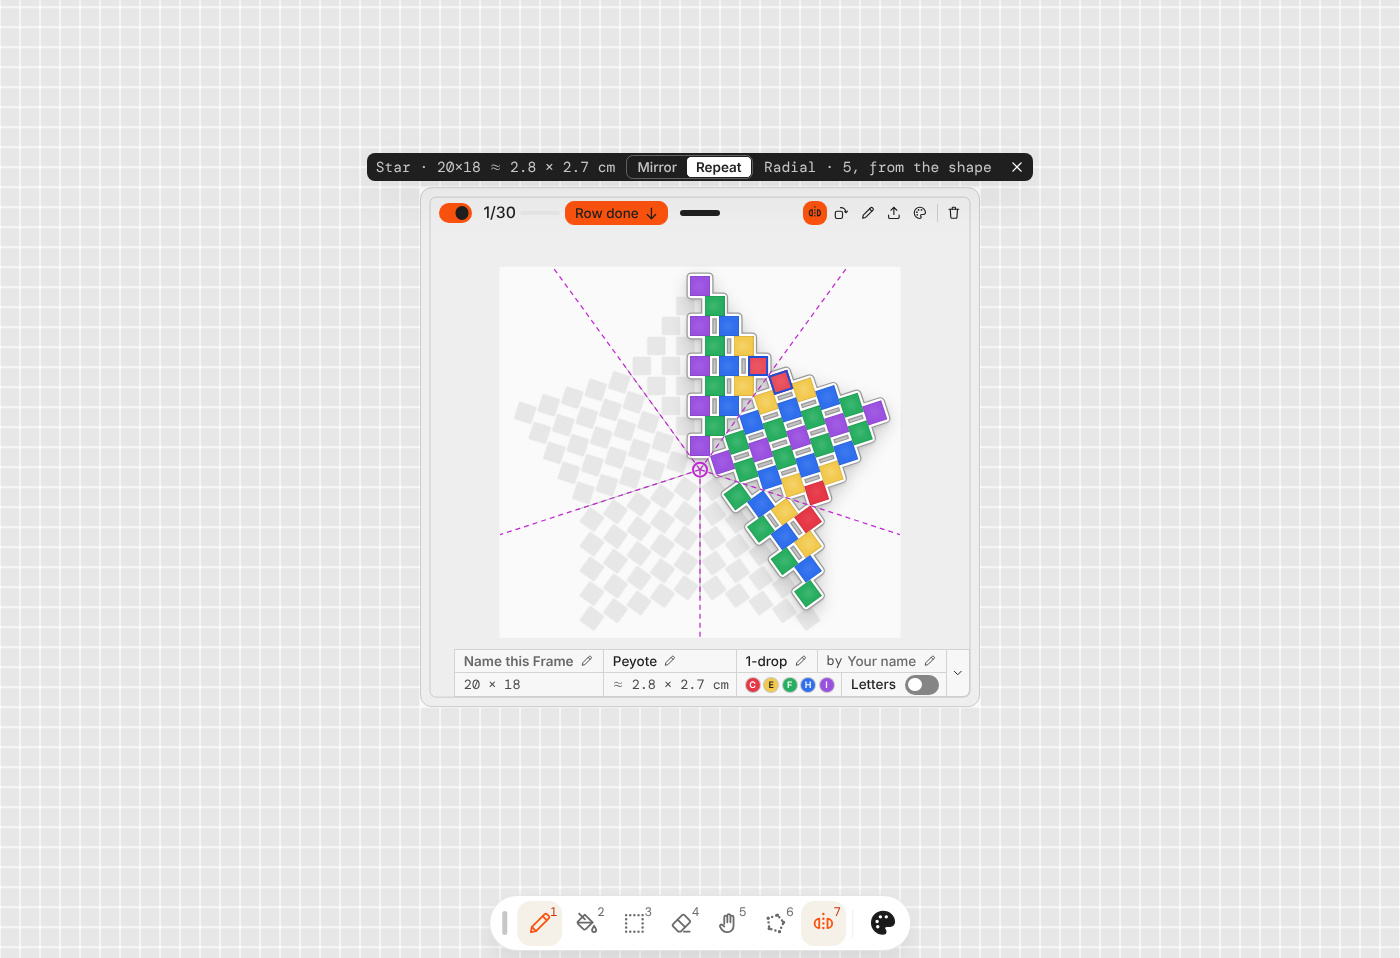 Star · 20×18 ≈ 2.8 × 2.7 cm Mirror Repeat Radial · 5, from the shape
1/30 Row done
Name this Frame Peyote 1-drop by Your name
20 × 18 ≈ 2.8 × 2.7 cm C E F H I Letters
1 2 3 4 5 6 7